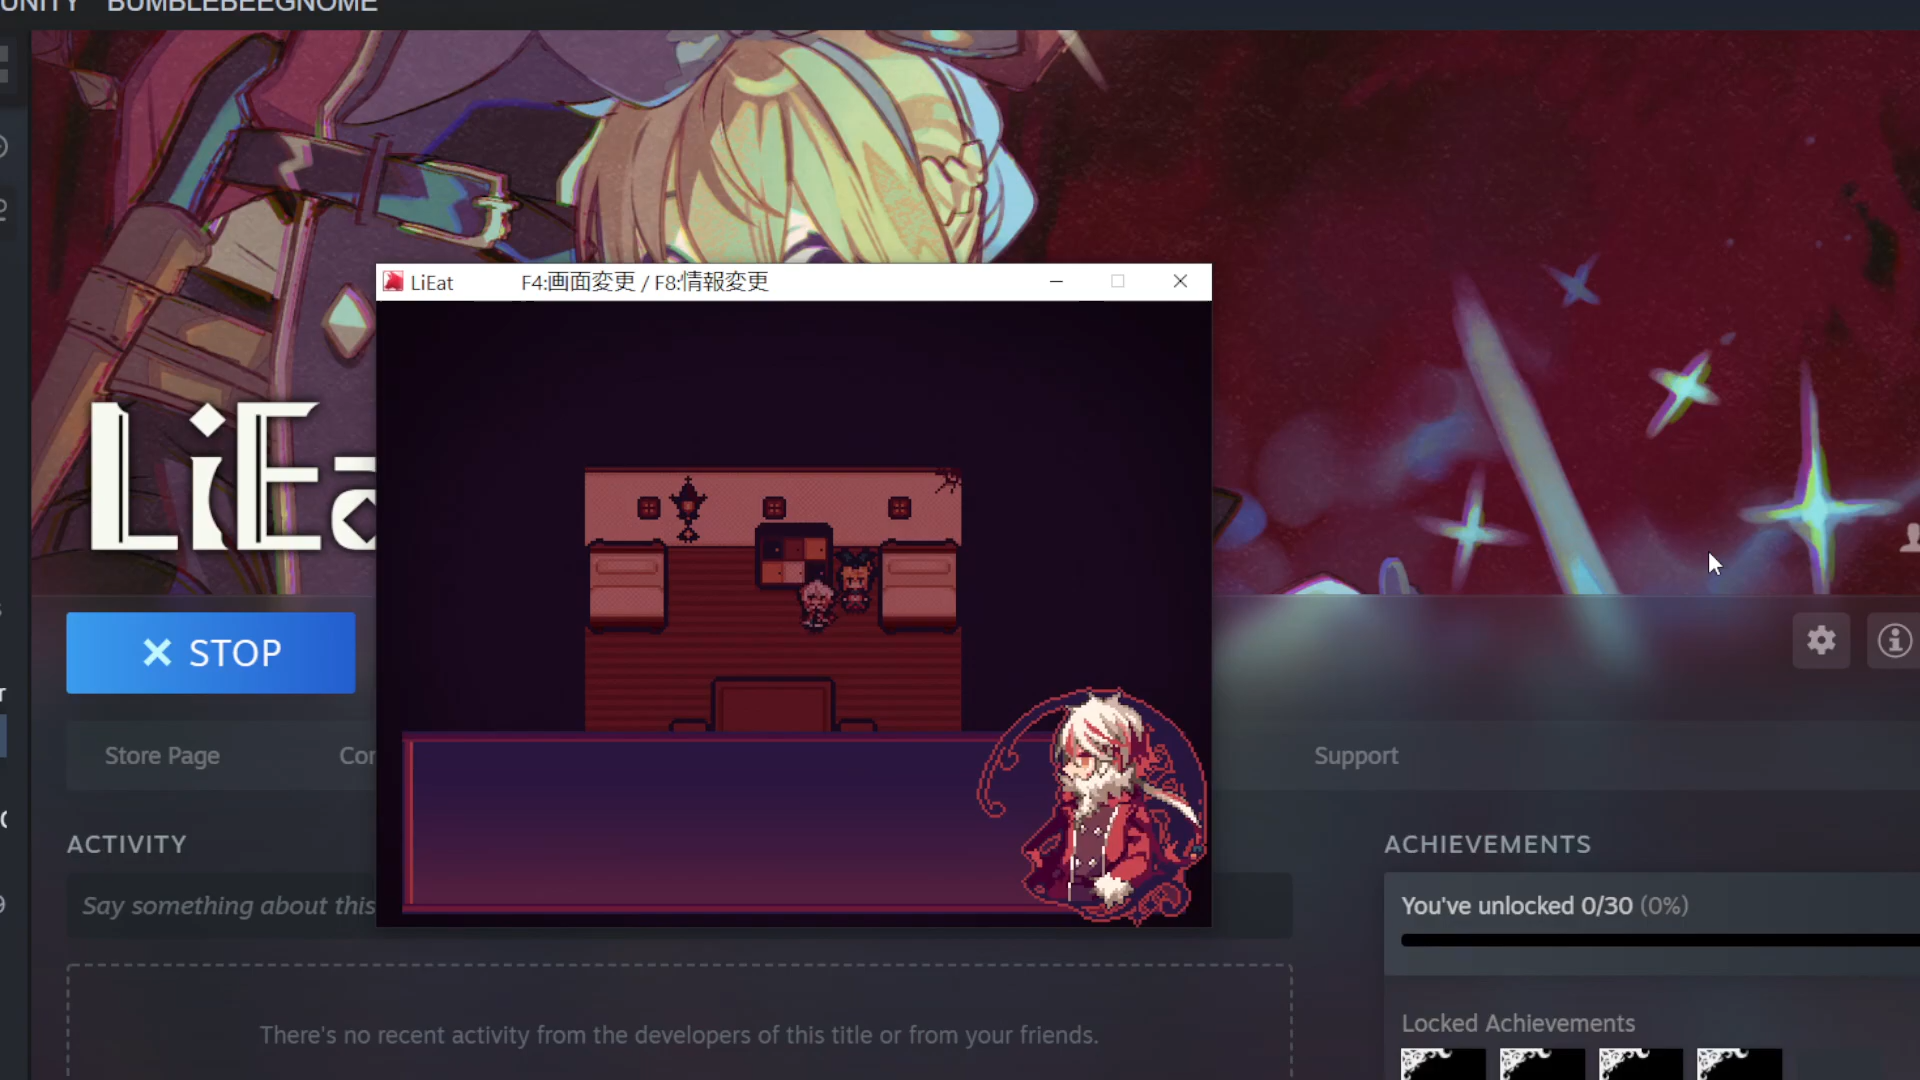 BUMBLEBEEGNOME
LiEat F4:画面変更 / F8:情報変更
STOP
Store Page
Support
ACTIVITY
ACHIEVEMENTS
Say something about this
You've unlocked 0/30 (0%)
There's no recent activity from the developers of this title or from your friends.
Locked Achievements